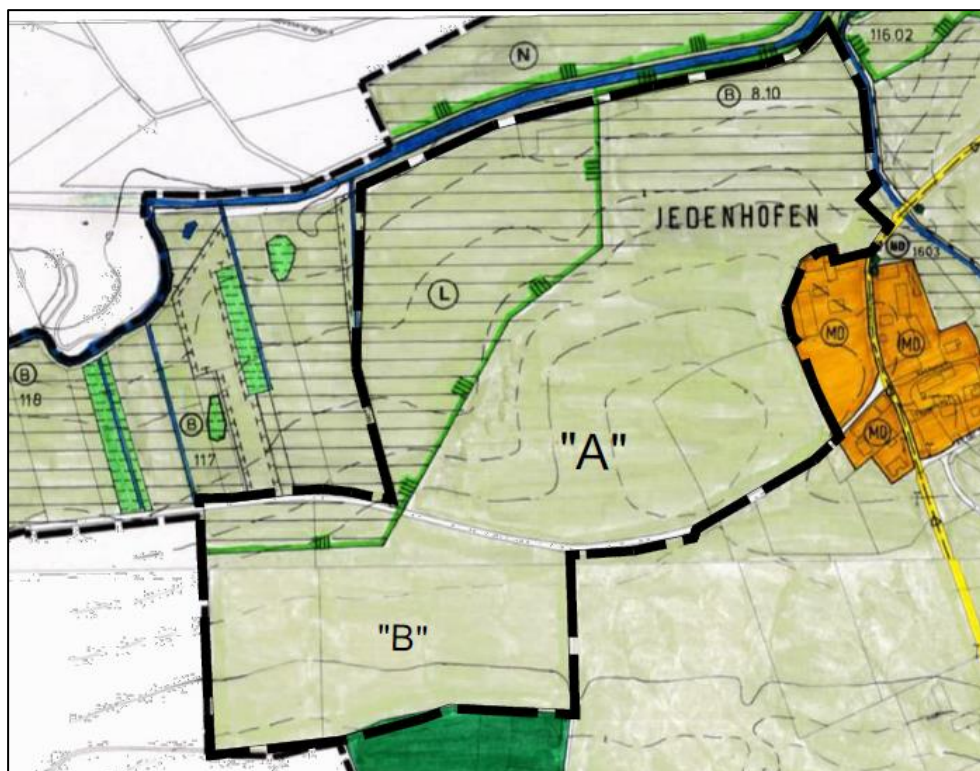 116.02
N
B 8.10
JEDENHOFEN
ND
1603
L
MD
MD
B
118
B
117
MD
"A"
"B"